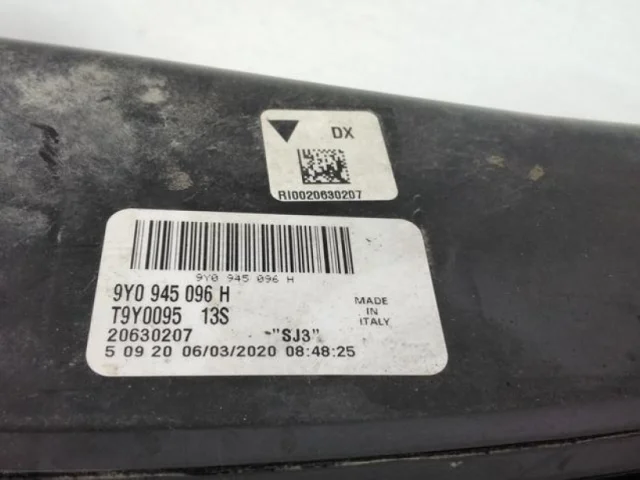 DX
RI0020630207
9Y0 945 096 H
9Y0 945 096 H
T9Y0095 13S
20630207 "SJ3"
5 09 20 06/03/2020 08:48:25
MADE
IN
ITALY